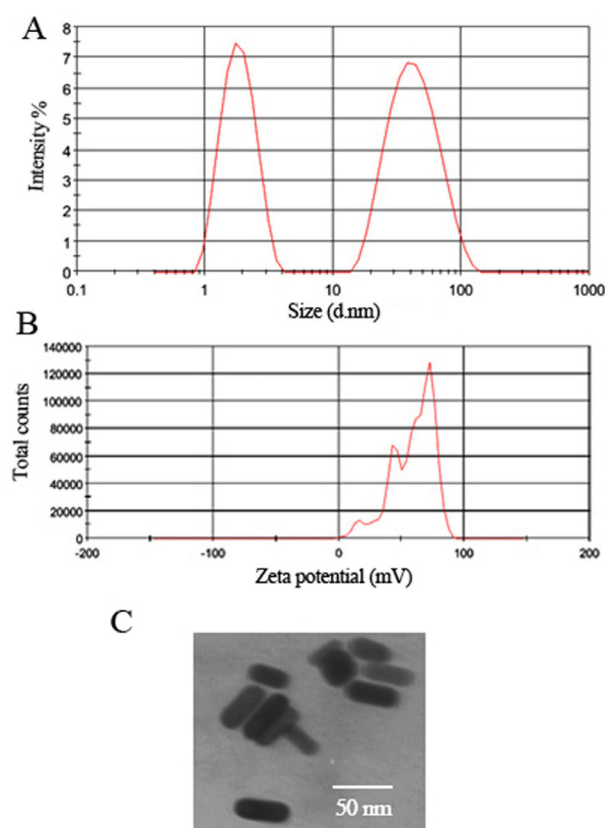 A
8
7
6
5
4
3
2
1
0
Intensity %
0.1 1 10 100 1000
Size (d.nm)
B
140000
120000
100000
80000
60000
40000
20000
0
Total counts
-200 -100 0 100 200
Zeta potential (mV)
C
50 nm